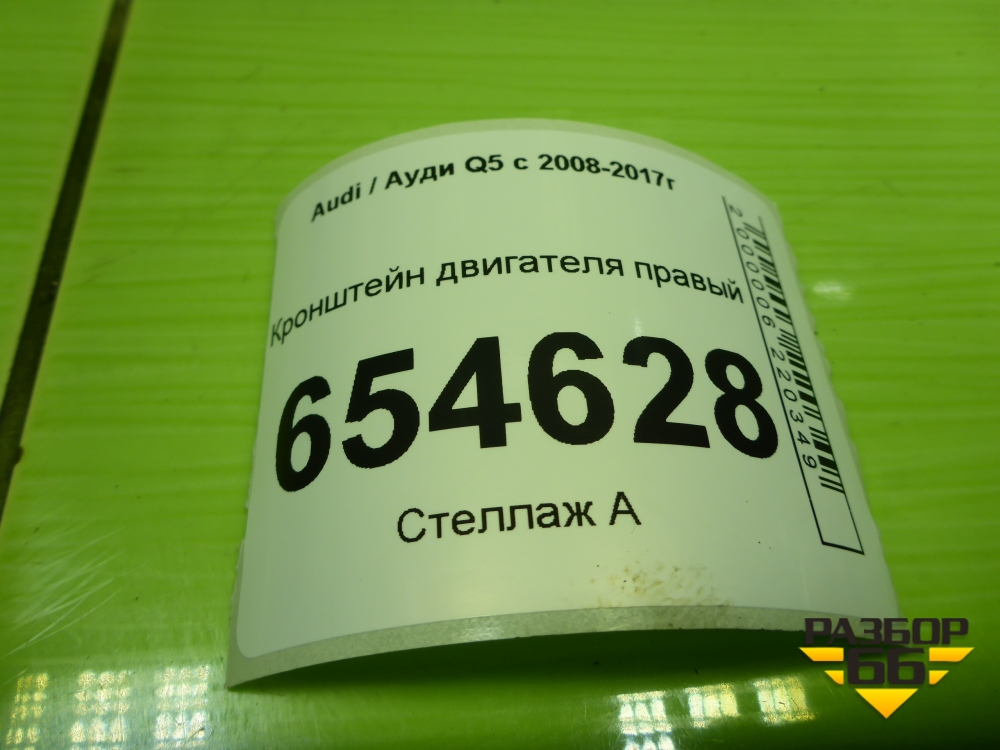 Audi / Ауди Q5 с 2008-2017г
Кронштейн двигателя правый
654628
Стеллаж А
2000006220349
РАЗБОР
66